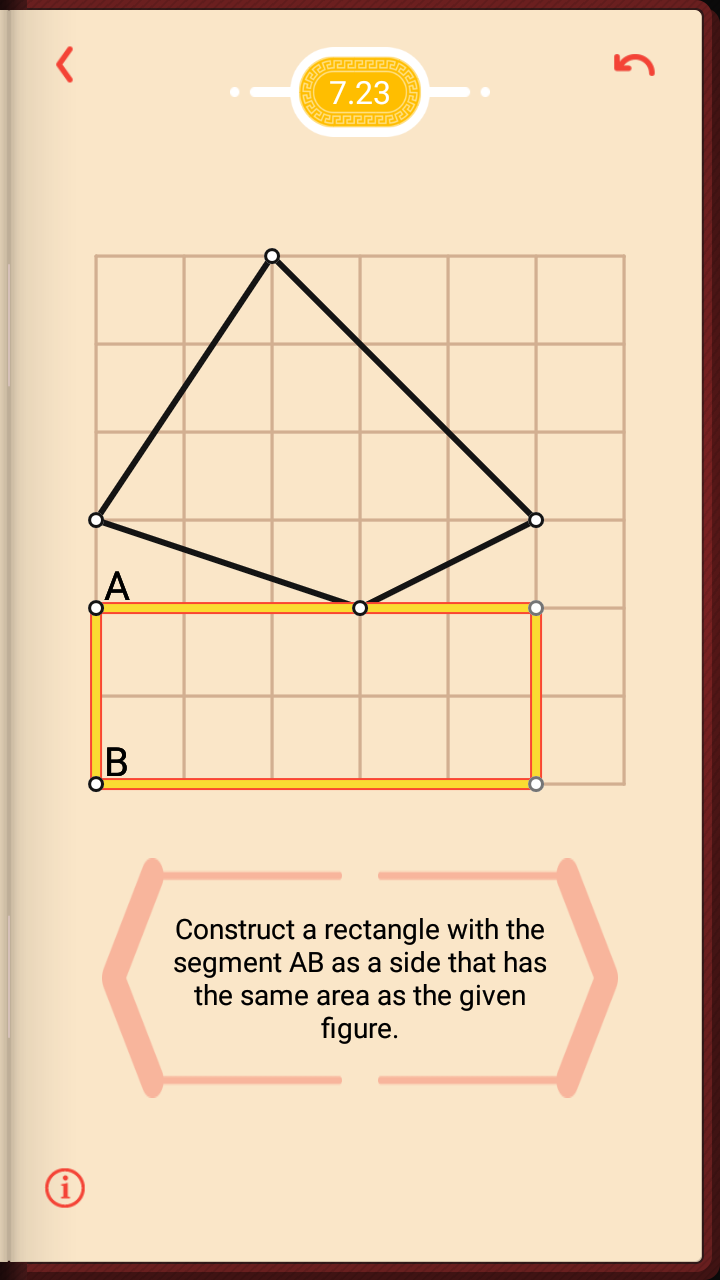 7.23
A
B
Construct a rectangle with the
segment AB as a side that has
the same area as the given
figure.
i